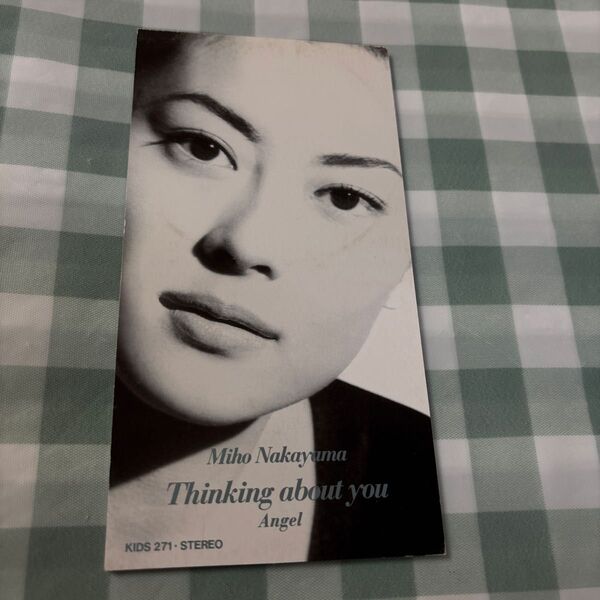 Miho Nakayama
Thinking about you
Angel
KIDS 271・STEREO